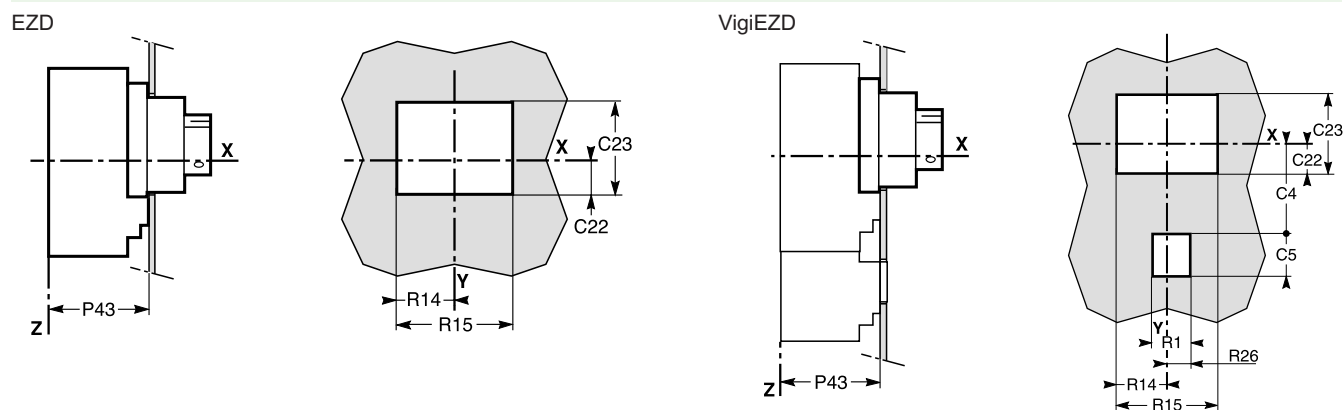 EZD
X
P43
Z
X
C23
C22
Y
R14
R15
VigiEZD
X
P43
Z
X
C23
C22
C4
C5
Y
R1
R26
R14
R15